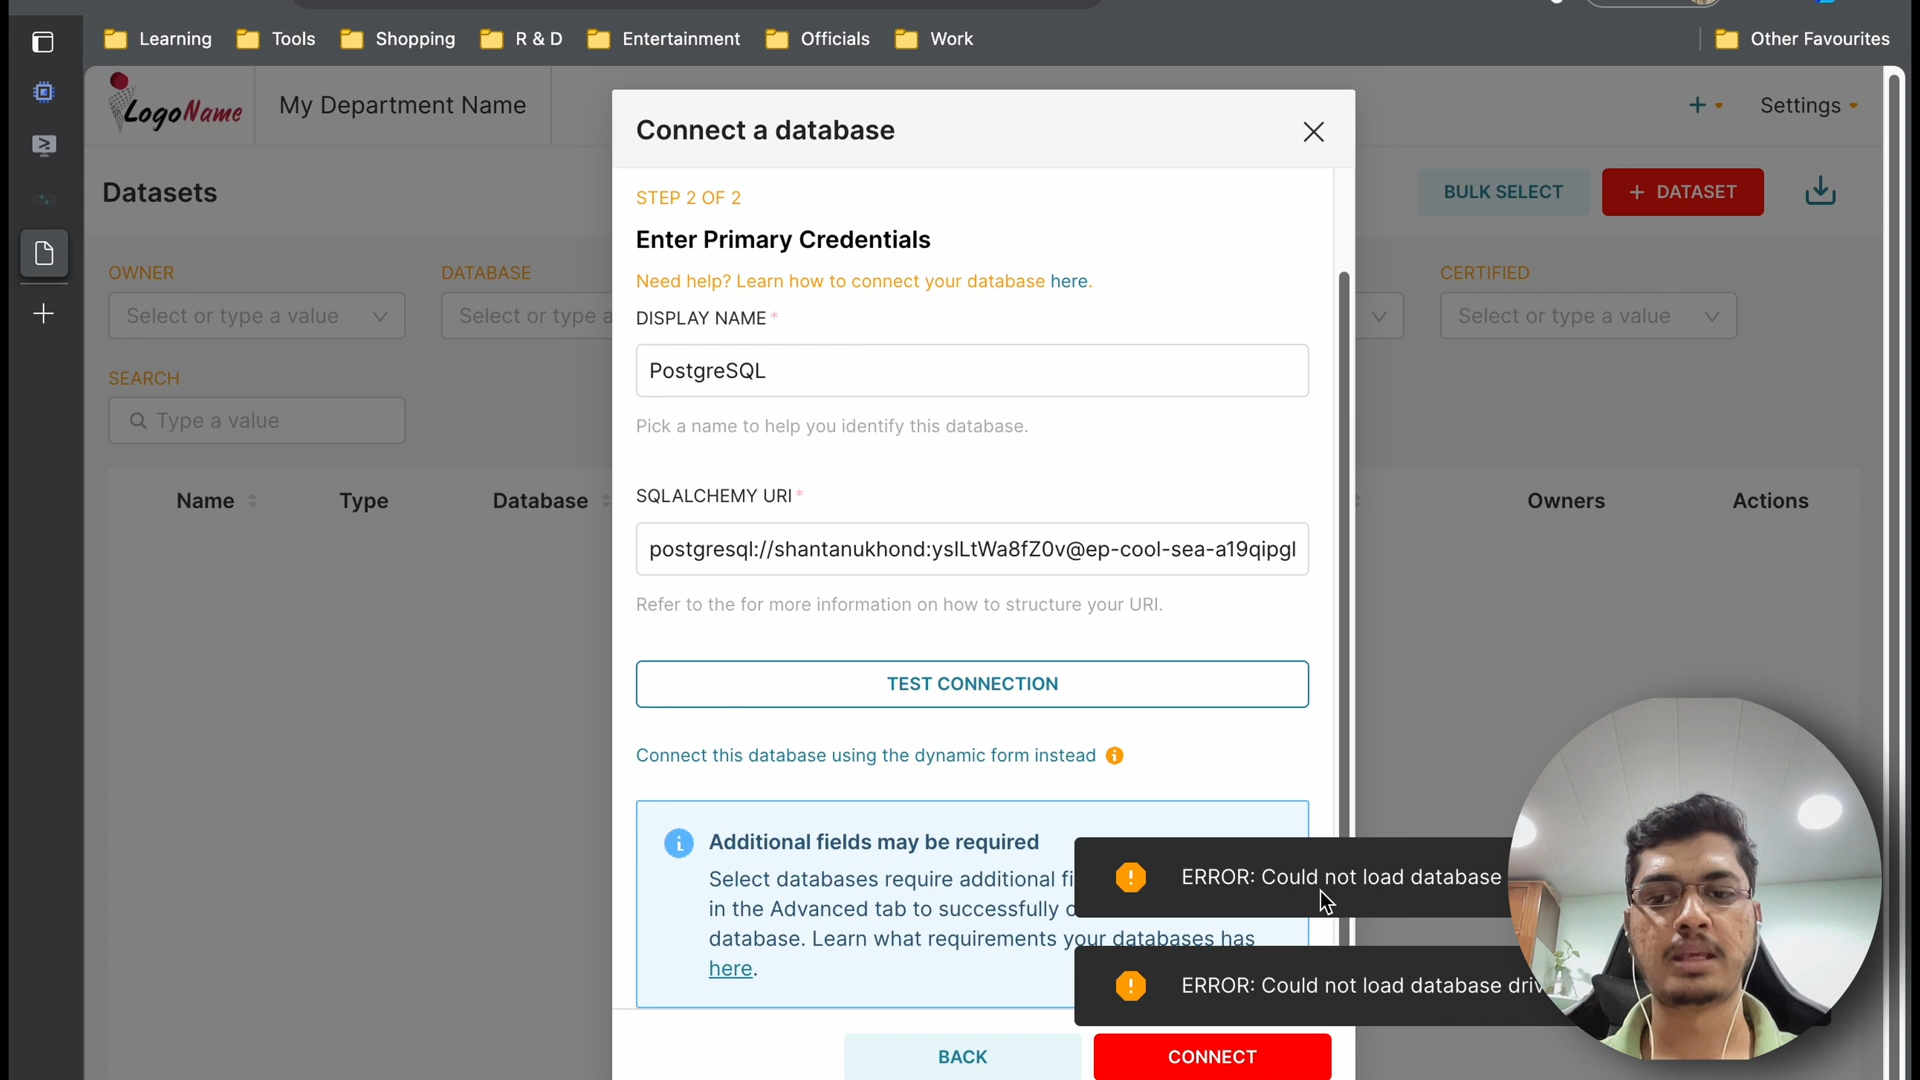 Learning Tools Shopping R & D Entertainment Officials Work Other Favourites
LogoName My Department Name Settings
Datasets
BULK SELECT + DATASET
OWNER DATABASE CERTIFIED
Select or type a value Select or type a Select or type a value
SEARCH
Type a value
Name Type Database Owners Actions
Connect a database
STEP 2 OF 2
Enter Primary Credentials
Need help? Learn how to connect your database here.
DISPLAY NAME *
PostgreSQL
Pick a name to help you identify this database.
SQLALCHEMY URI *
postgresql://shantanukhond:yslLtWa8fZ0v@ep-cool-sea-a19qipgl
Refer to the for more information on how to structure your URI.
TEST CONNECTION
Connect this database using the dynamic form instead
Additional fields may be required
Select databases require additional
in the Advanced tab to successfully
database. Learn what requirements your databases has
here.
ERROR: Could not load database
ERROR: Could not load database
BACK CONNECT